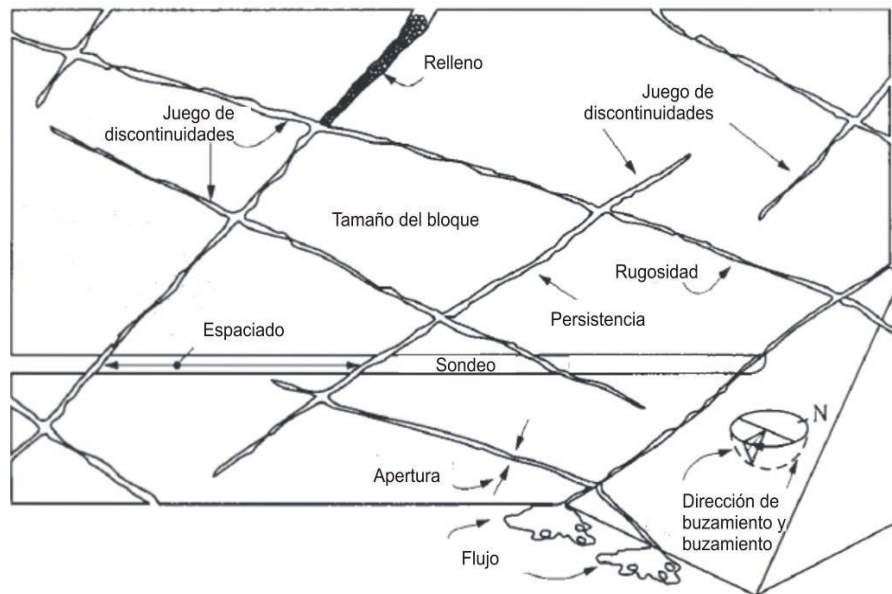 Relleno
Juego de
discontinuidades
Juego de
discontinuidades
Tamaño del bloque
Rugosidad
Persistencia
Espaciado
Sondeo
N
Apertura
Dirección de
buzamiento y
buzamiento
Flujo